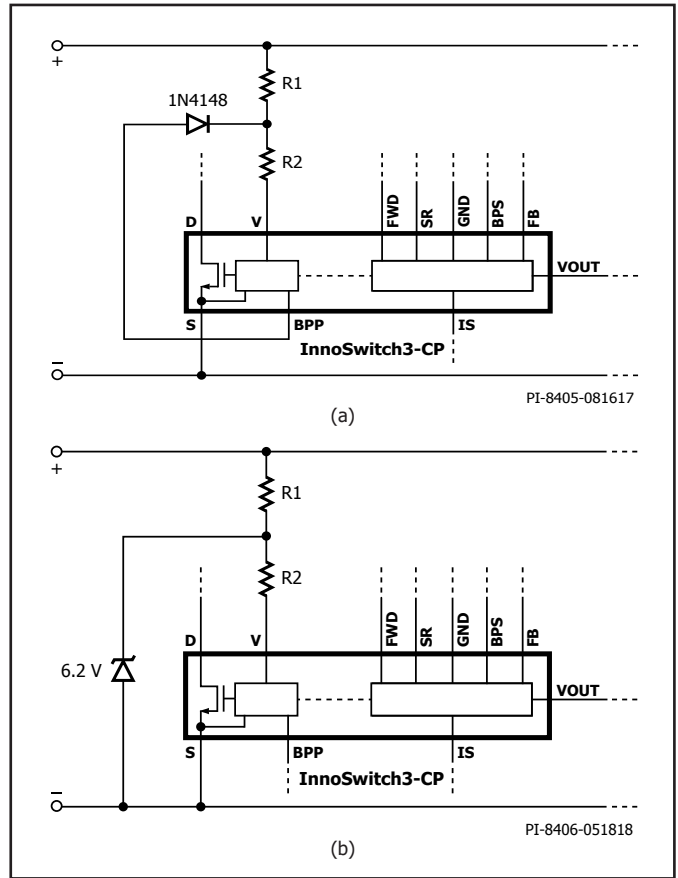 +
R1
1N4148
R2
D
V
FWD
SR
GND
BPS
FB
VOUT
S
BPP
IS
InnoSwitch3-CP
–
PI-8405-081617
(a)
+
R1
R2
D
V
FWD
SR
GND
BPS
FB
6.2 V
VOUT
S
BPP
IS
InnoSwitch3-CP
–
PI-8406-051818
(b)